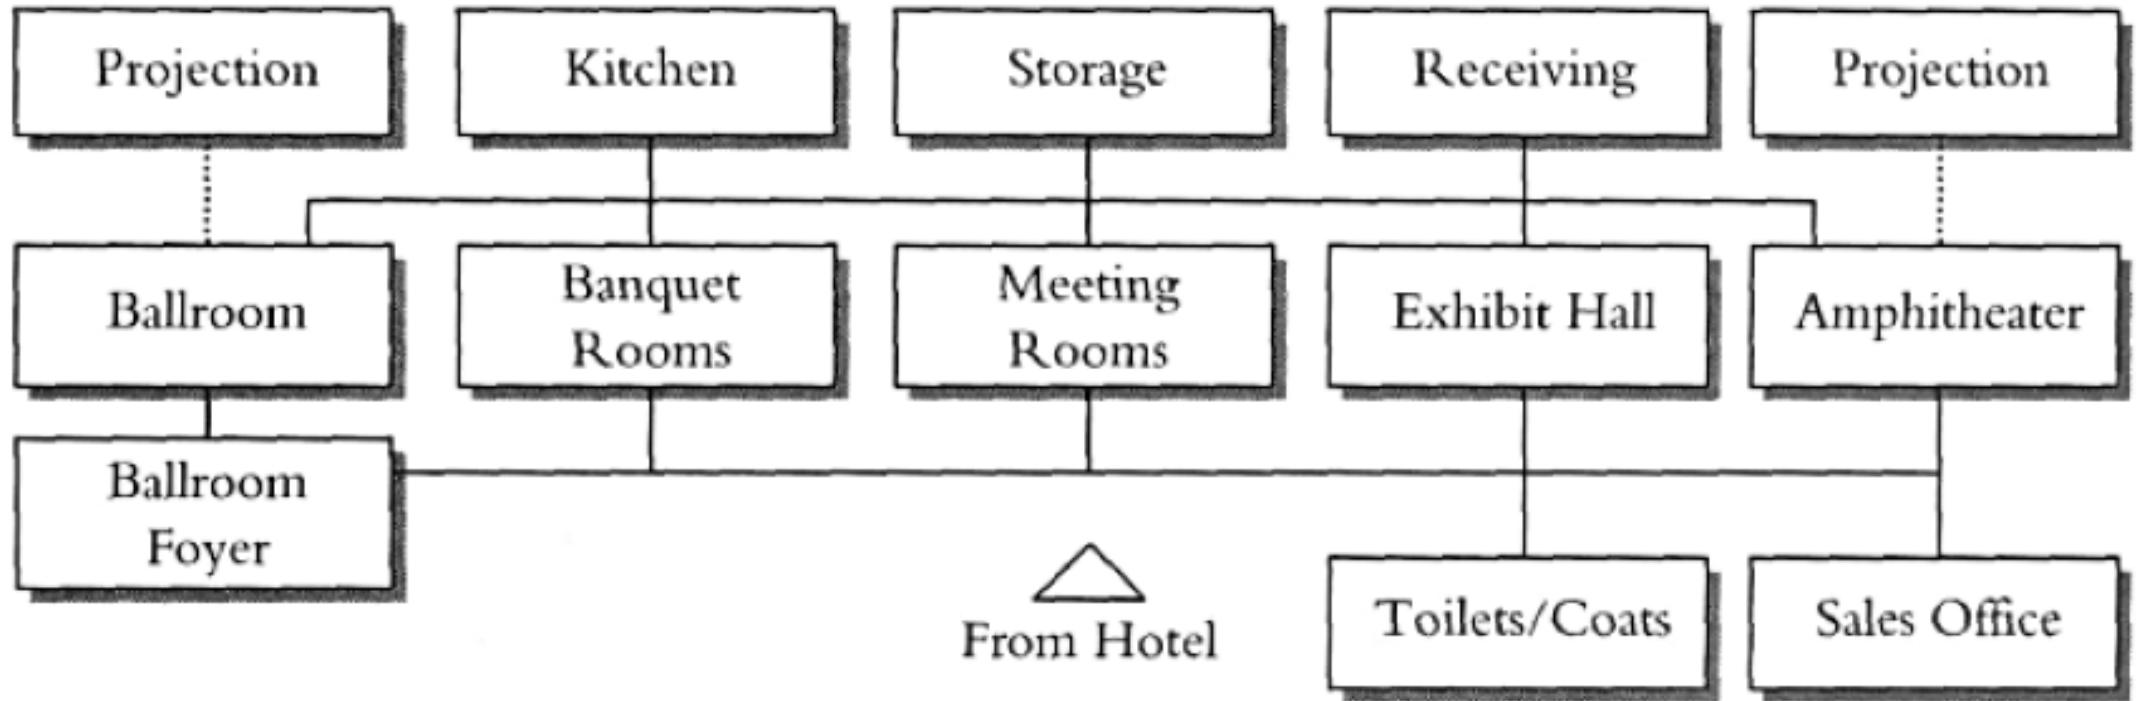 Projection
Kitchen
Storage
Receiving
Projection
Ballroom
Banquet
Rooms
Meeting
Rooms
Exhibit Hall
Amphitheater
Ballroom
Foyer
From Hotel
Toilets/Coats
Sales Office